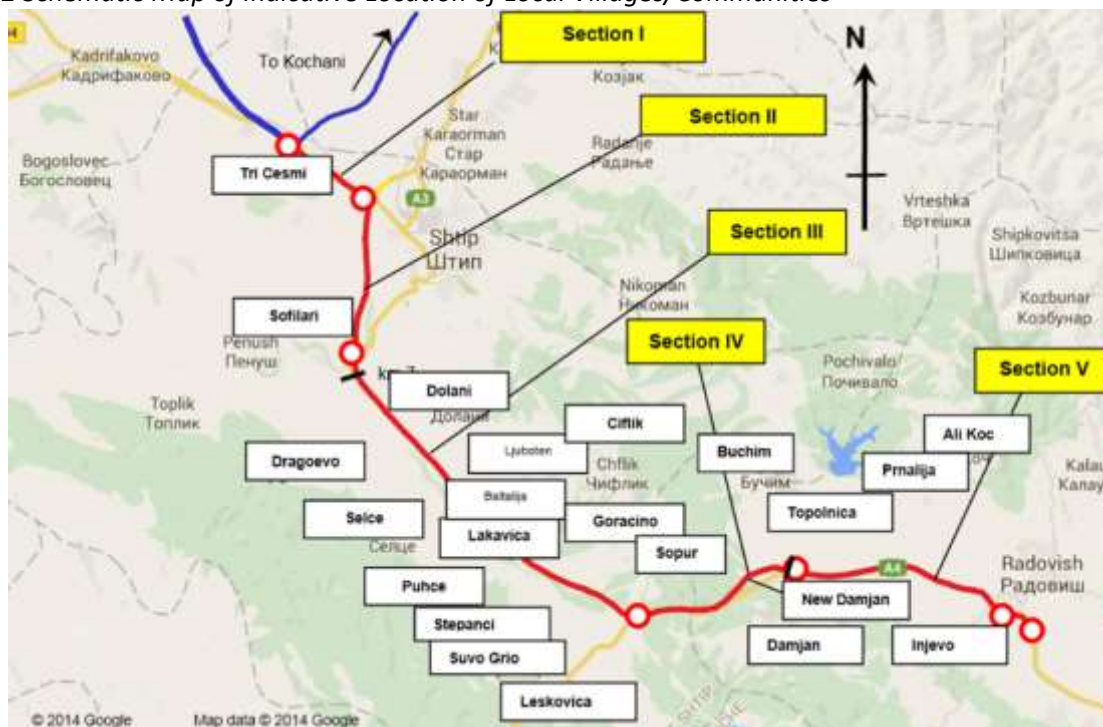 Schematic Map of Indicative Location of Local Villages/Communities
Section I
N
Kadrifakovo
Кадрифаково
To Kochani
Козјак
Section II
Star
Karaorman
Стар
Караорман
Radanje
Радање
Bogoslovec
Богословец
Tri Cesmi
A3
Vrteshka
Вртешка
Section III
Shtip
Штип
Shipkovitsa
Шипковица
Nikoman
Никоман
Kozbunar
Козбунар
Sofilari
Section IV
Penush
Пенуш
Pochivalo
Почивало
Section V
Dolani
Долани
Toplik
Топлик
Ciflik
Ali Koc
Ljuboten
Buchim
Бучим
Dragoevo
Chflik
Чифлик
Prnalija
Baltalija
Topolnica
Selce
Селце
Lakavica
Goracino
Sopur
A4
Radovish
Радовиш
Puhce
New Damjan
Stepanci
Damjan
Injevo
Suvo Grlo
Leskovica
© 2014 Google
Map data © 2014 Google